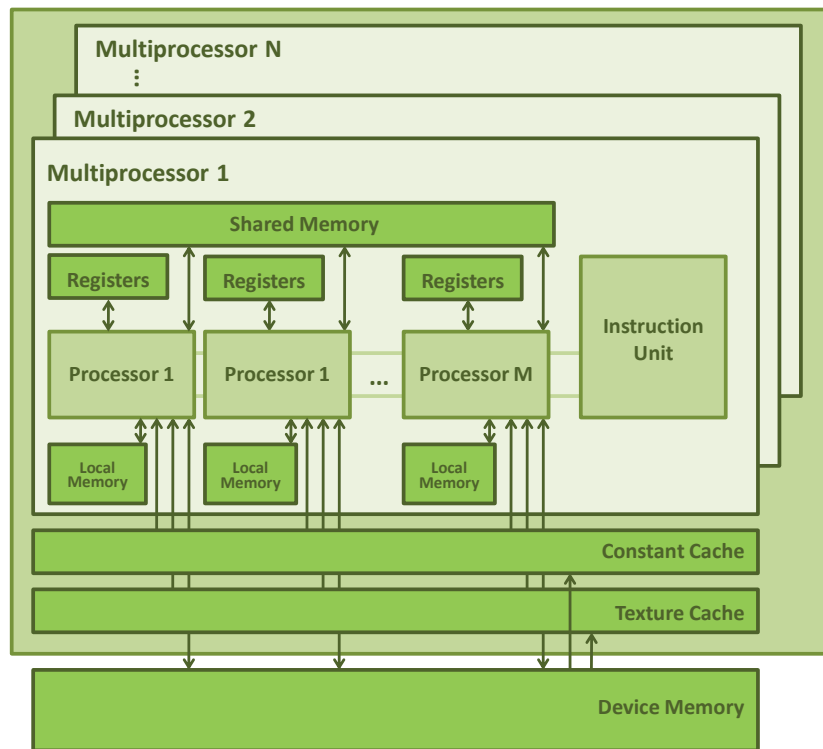 Multiprocessor N
⋮
Multiprocessor 2
Multiprocessor 1
Shared Memory
Registers
Registers
Registers
Instruction
Unit
Processor 1
Processor 1
...
Processor M
Local
Memory
Local
Memory
Local
Memory
Constant Cache
Texture Cache
Device Memory